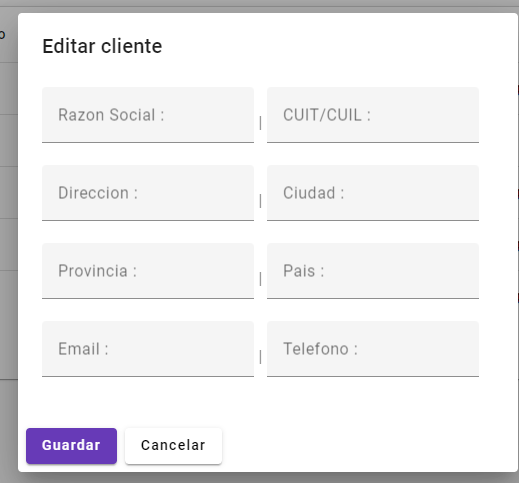 o
Editar cliente
Razon Social : | CUIT/CUIL :
Direccion : | Ciudad :
Provincia : | Pais :
Email : | Telefono :
Guardar Cancelar